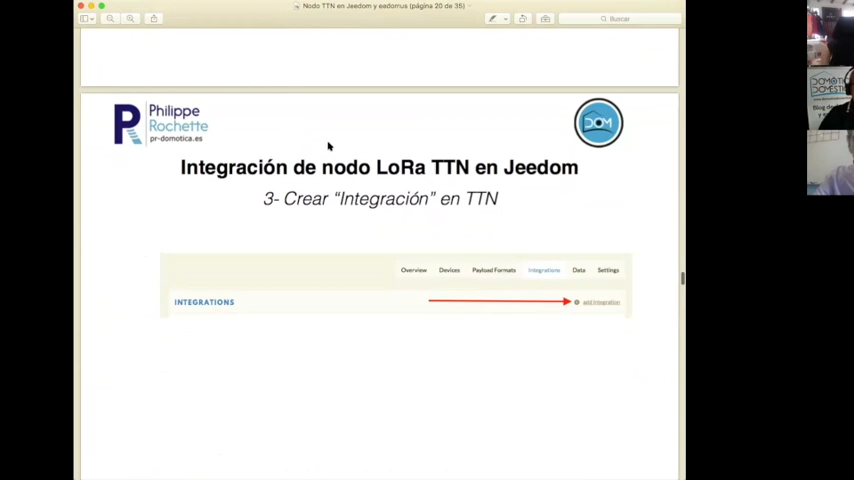 Nodo TTN en Jeedom y eedomus (página 20 de 35)
Buscar
Philippe
Rochette
pr-domotica.es
DOM
Integración de nodo LoRa TTN en Jeedom
3- Crear “Integración” en TTN
Overview Devices Payload Formats Integrations Data Settings
INTEGRATIONS
add integration